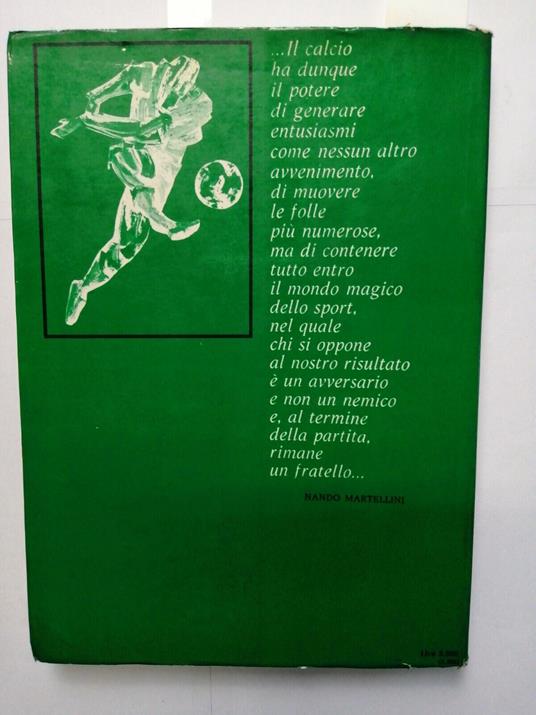 ...Il calcio
ha dunque
il potere
di generare
entusiasmi
come nessun altro
avvenimento,
di muovere
le folle
più numerose,
ma di contenere
tutto entro
il mondo magico
dello sport,
nel quale
chi si oppone
al nostro risultato
è un avversario
e non un nemico
e, al termine
della partita,
rimane
un fratello...
NANDO MARTELLINI
Lire